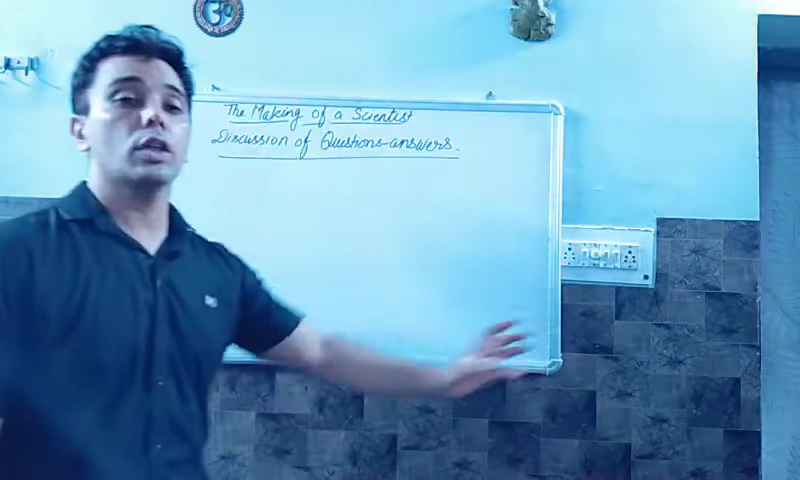 The Making of a Scientist
Discussion of Questions-answers.
ॐ